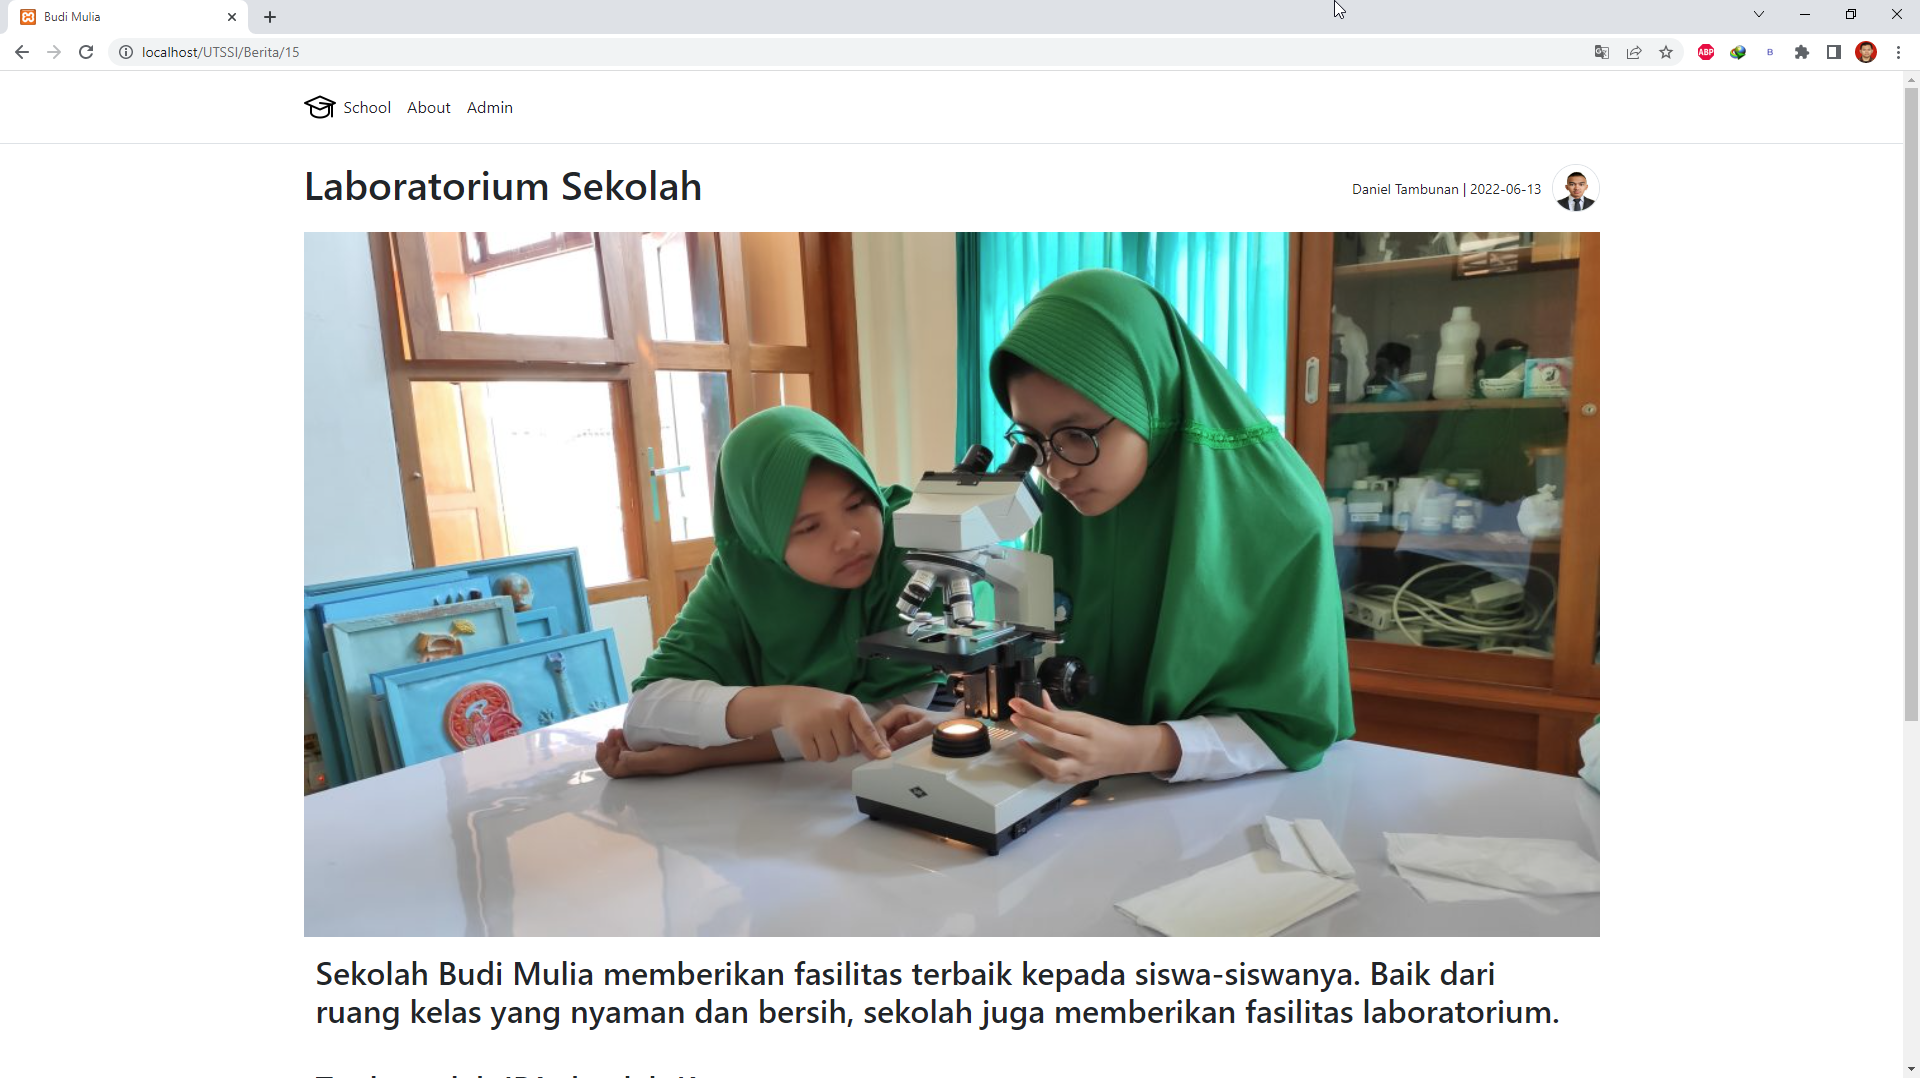 Budi Mulia
localhost/UTSSI/Berita/15
ABP
B
School About Admin
Laboratorium Sekolah
Daniel Tambunan | 2022-06-13
Sekolah Budi Mulia memberikan fasilitas terbaik kepada siswa-siswanya. Baik dari
ruang kelas yang nyaman dan bersih, sekolah juga memberikan fasilitas laboratorium.